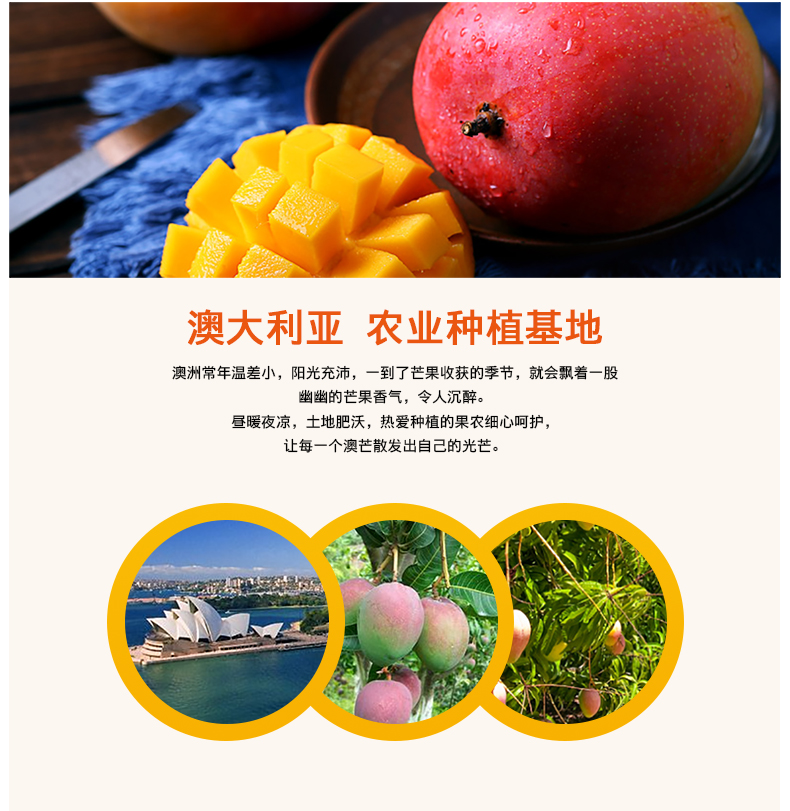 澳大利亚 农业种植基地
澳洲常年温差小，阳光充沛，一到了芒果收获的季节，就会飘着一股
幽幽的芒果香气，令人沉醉。
昼暖夜凉，土地肥沃，热爱种植的果农细心呵护，
让每一个澳芒散发出自己的光芒。